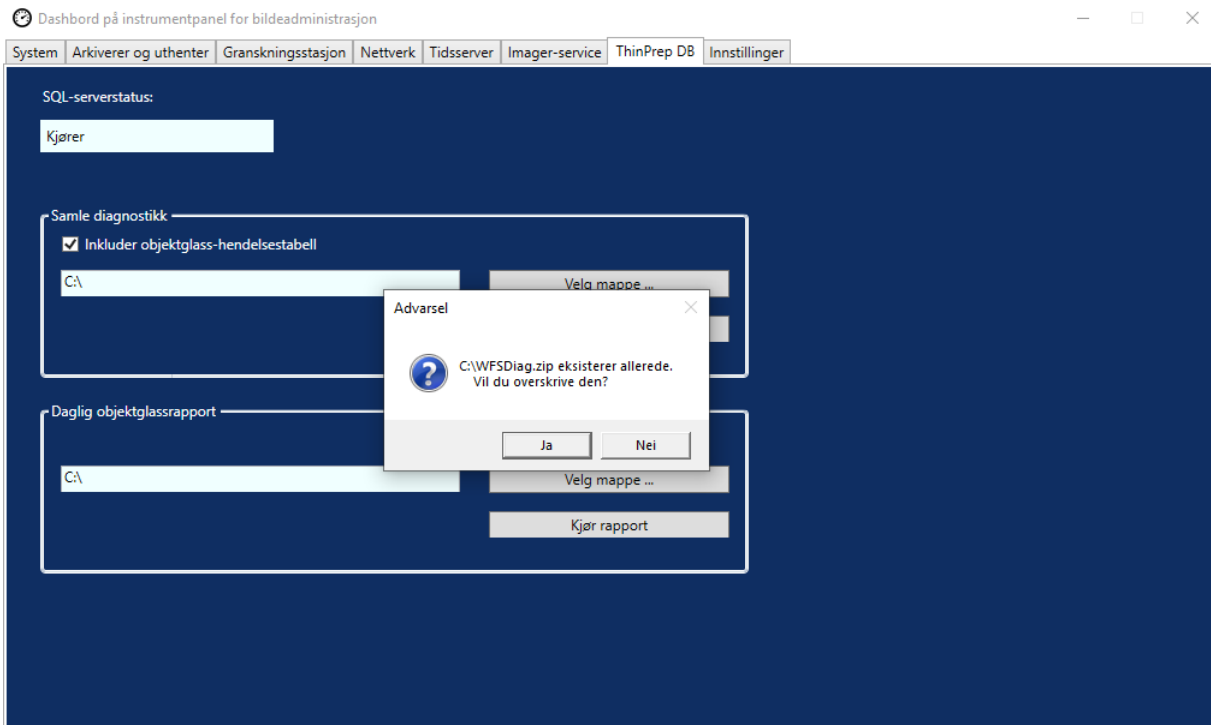 Dashbord på instrumentpanel for bildeadministrasjon
System Arkiverer og uthenter Granskningsstasjon Nettverk Tidsserver Imager-service ThinPrep DB Innstillinger
SQL-serverstatus:
Kjører
Samle diagnostikk
Inkluder objektglass-hendelsestabell
C:\ Velg mappe ...
Advarsel
C:\WFSDiag.zip eksisterer allerede.
Vil du overskrive den?
Ja Nei
Daglig objektglassrapport
C:\ Velg mappe ...
Kjør rapport